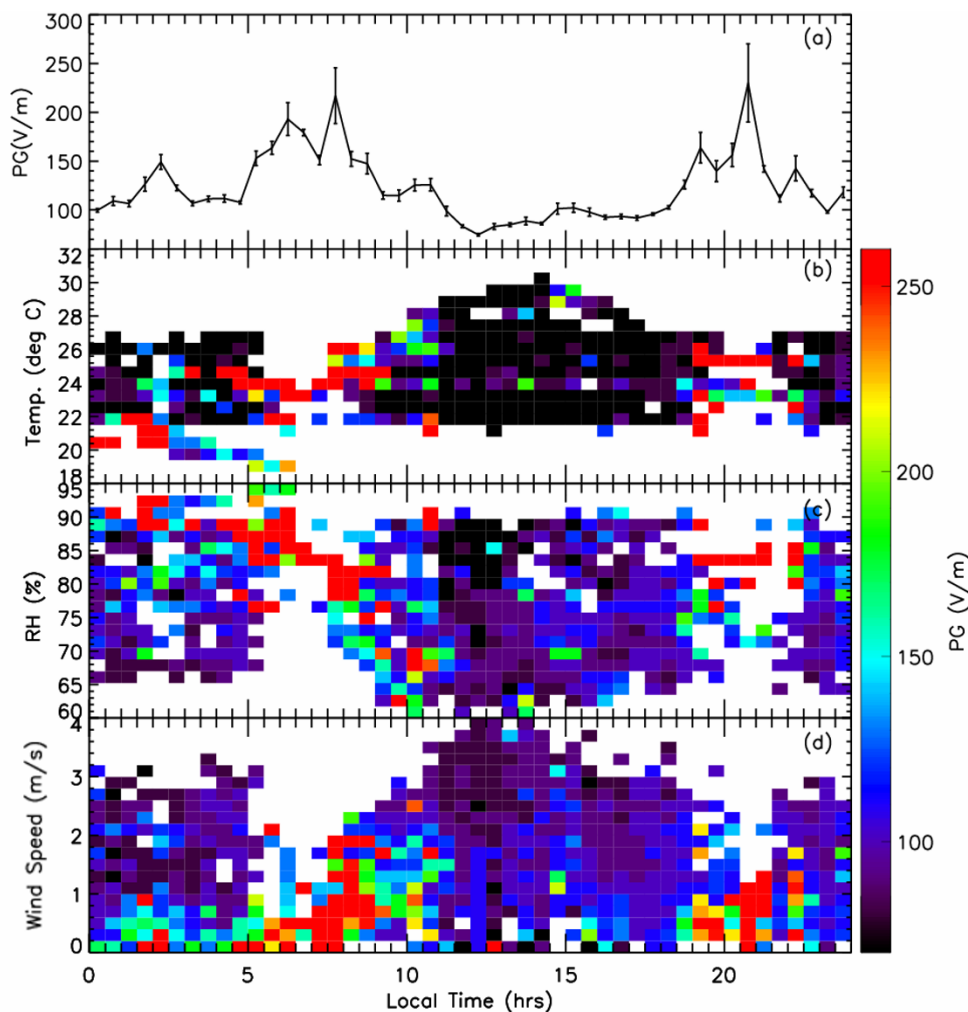 300
250
200
150
100
PG(V/m)
(a)
32
30
28
26
24
22
20
18
Temp. (deg C)
(b)
95
90
85
80
75
70
65
60
RH (%)
(c)
4
3
2
1
0
Wind Speed (m/s)
(d)
0 5 10 15 20
Local Time (hrs)
250
200
150
100
PG (V/m)